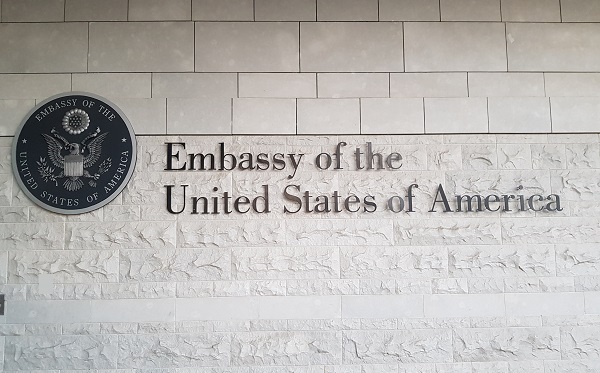 EMBASSY OF THE
UNITED STATES OF AMERICA
Embassy of the
United States of America